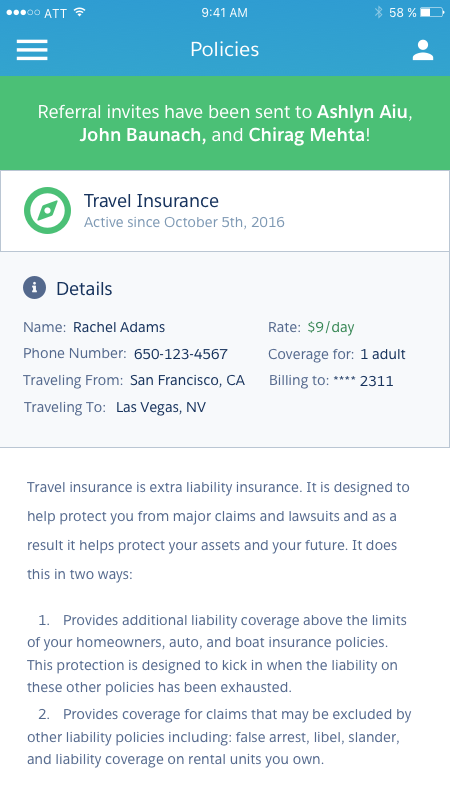 ATT 9:41 AM 58 %
Policies
Referral invites have been sent to Ashlyn Aiu,
John Baunach, and Chirag Mehta!
Travel Insurance
Active since October 5th, 2016
i Details
Name: Rachel Adams Rate: $9/day
Phone Number: 650-123-4567 Coverage for: 1 adult
Traveling From: San Francisco, CA Billing to: **** 2311
Traveling To: Las Vegas, NV
Travel insurance is extra liability insurance. It is designed to
help protect you from major claims and lawsuits and as a
result it helps protect your assets and your future. It does
this in two ways:
1. Provides additional liability coverage above the limits
of your homeowners, auto, and boat insurance policies.
This protection is designed to kick in when the liability on
these other policies has been exhausted.
2. Provides coverage for claims that may be excluded by
other liability policies including: false arrest, libel, slander,
and liability coverage on rental units you own.